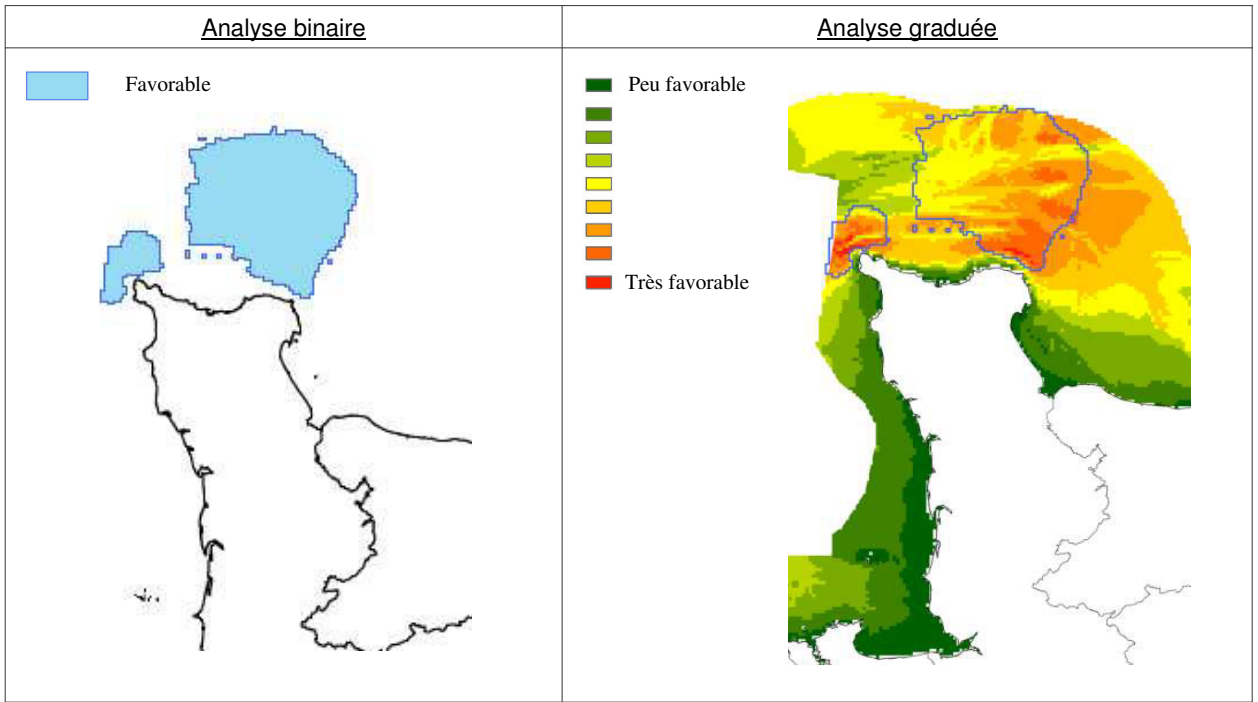 Analyse binaire
Analyse graduée
Favorable
Peu favorable
Très favorable